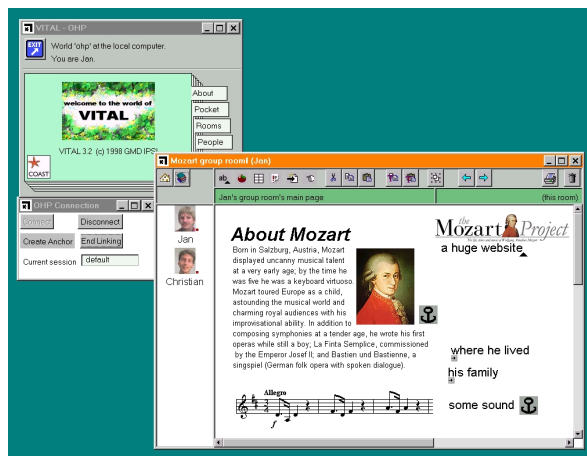 VITAL - OHP
EXIT
World 'ohp' at the local computer.
You are Jan.
About
Pocket
Rooms
People
welcome to the world of
VITAL
VITAL 3.2 (c) 1998 GMD IPSI
COAST
OHP Connection
Connect
Disconnect
Create Anchor
End Linking
Current session
default
Mozart group room! (Jan)
Jan's group room's main page
(this room)
Jan
Christian
About Mozart
Born in Salzburg, Austria, Mozart
displayed uncanny musical talent
at a very early age; by the time he
was five he was a keyboard virtuoso.
Mozart toured Europe as a child,
astounding the musical world and
charming royal audiences with his
improvisational ability. In addition to
composing symphonies at a tender age, he wrote his first
operas while still a boy; La Finta Semplice, commissioned
by the Emperor Josef II; and Bastien und Bastienne, a
singspiel (German folk opera with spoken dialogue).
the
Mozart Project
a huge website
where he lived
his family
some sound
Allegro
f